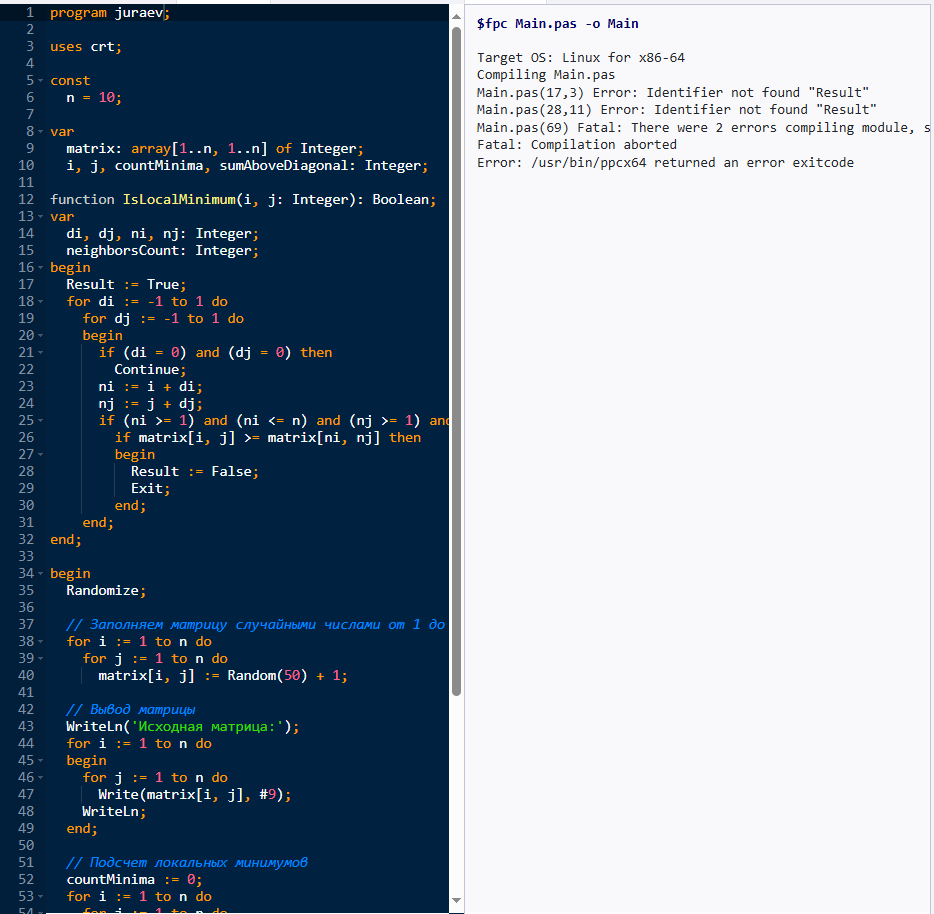 1 program juraev;
2
3 uses crt;
4
5 const
6 n = 10;
7
8 var
9 matrix: array[1..n, 1..n] of Integer;
10 i, j, countMinima, sumAboveDiagonal: Integer;
11
12 function IsLocalMinimum(i, j: Integer): Boolean;
13 var
14 di, dj, ni, nj: Integer;
15 neighborsCount: Integer;
16 begin
17 Result := True;
18 for di := -1 to 1 do
19 for dj := -1 to 1 do
20 begin
21 if (di = 0) and (dj = 0) then
22 Continue;
23 ni := i + di;
24 nj := j + dj;
25 if (ni >= 1) and (ni <= n) and (nj >= 1) and
26 if matrix[i, j] >= matrix[ni, nj] then
27 begin
28 Result := False;
29 Exit;
30 end;
31 end;
32 end;
33
34 begin
35 Randomize;
36
37 // Заполняем матрицу случайными числами от 1 до
38 for i := 1 to n do
39 for j := 1 to n do
40 matrix[i, j] := Random(50) + 1;
41
42 // Вывод матрицы
43 WriteLn('Исходная матрица:');
44 for i := 1 to n do
45 begin
46 for j := 1 to n do
47 Write(matrix[i, j], #9);
48 WriteLn;
49 end;
50
51 // Подсчет локальных минимумов
52 countMinima := 0;
53 for i := 1 to n do
54 for j := 1 to n do
$fpc Main.pas -o Main
Target OS: Linux for x86-64
Compiling Main.pas
Main.pas(17,3) Error: Identifier not found "Result"
Main.pas(28,11) Error: Identifier not found "Result"
Main.pas(69) Fatal: There were 2 errors compiling module, s
Fatal: Compilation aborted
Error: /usr/bin/ppcx64 returned an error exitcode